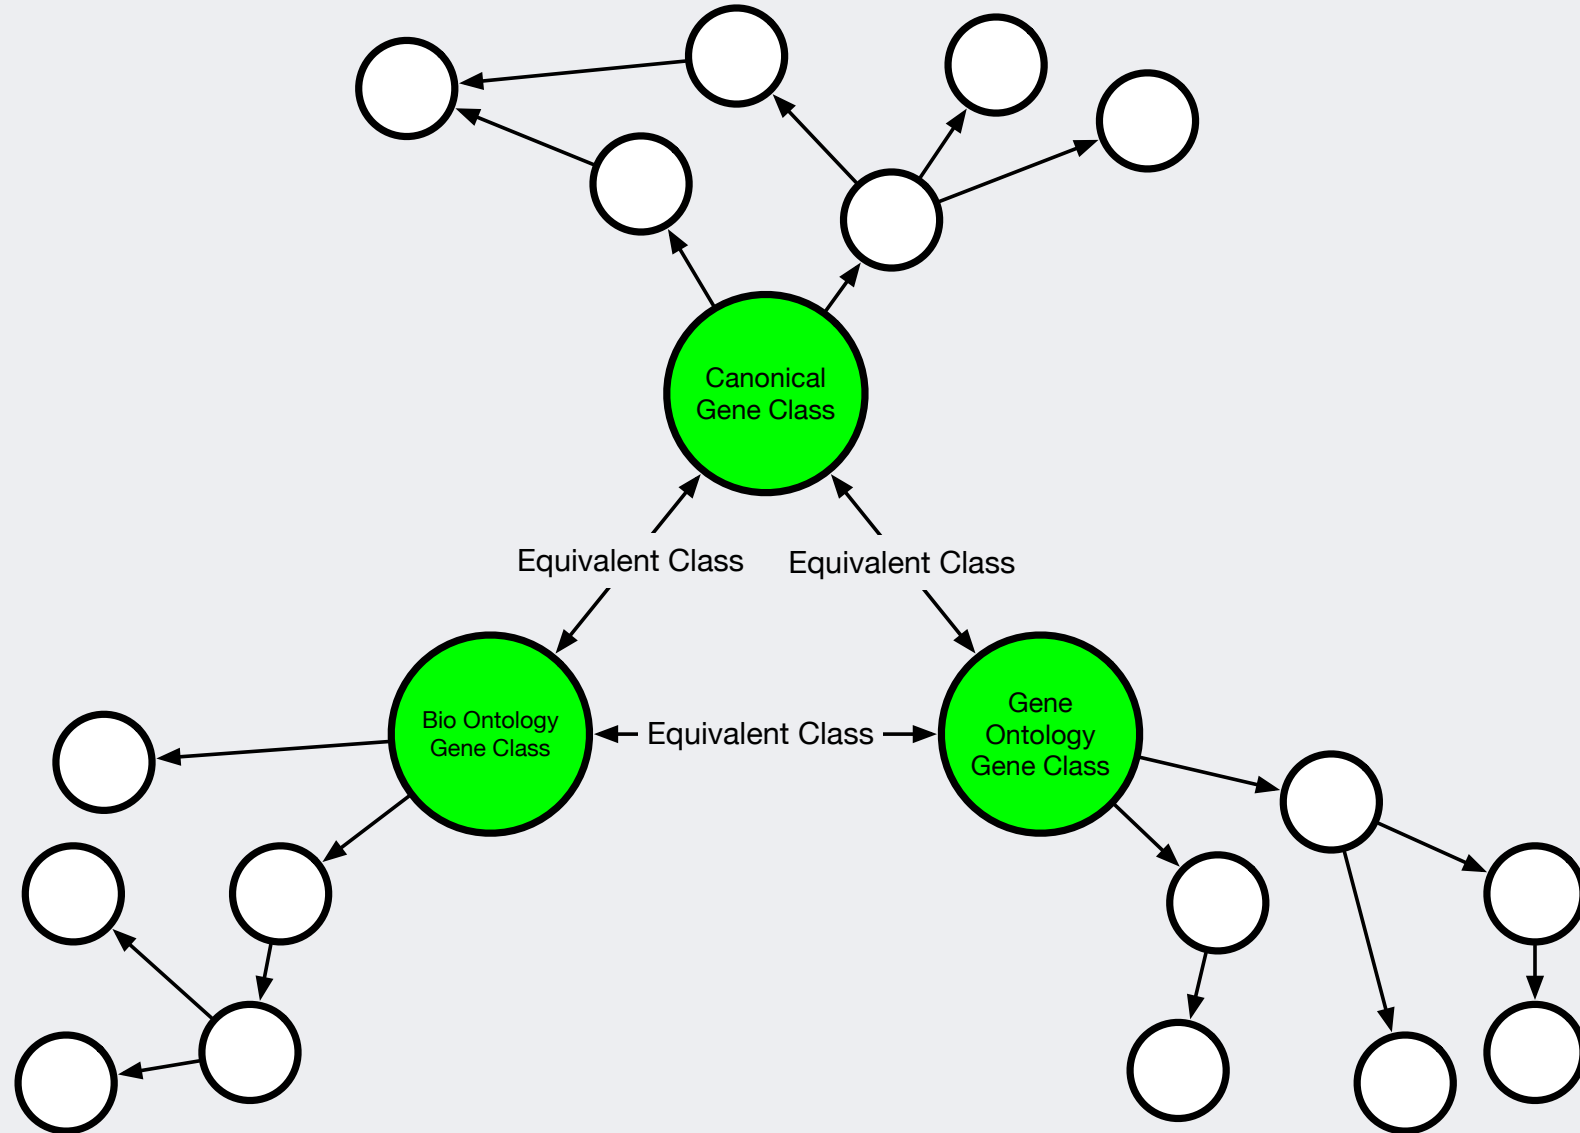 Canonical
Gene Class
Equivalent Class
Equivalent Class
Bio Ontology
Gene Class
Equivalent Class
Gene
Ontology
Gene Class